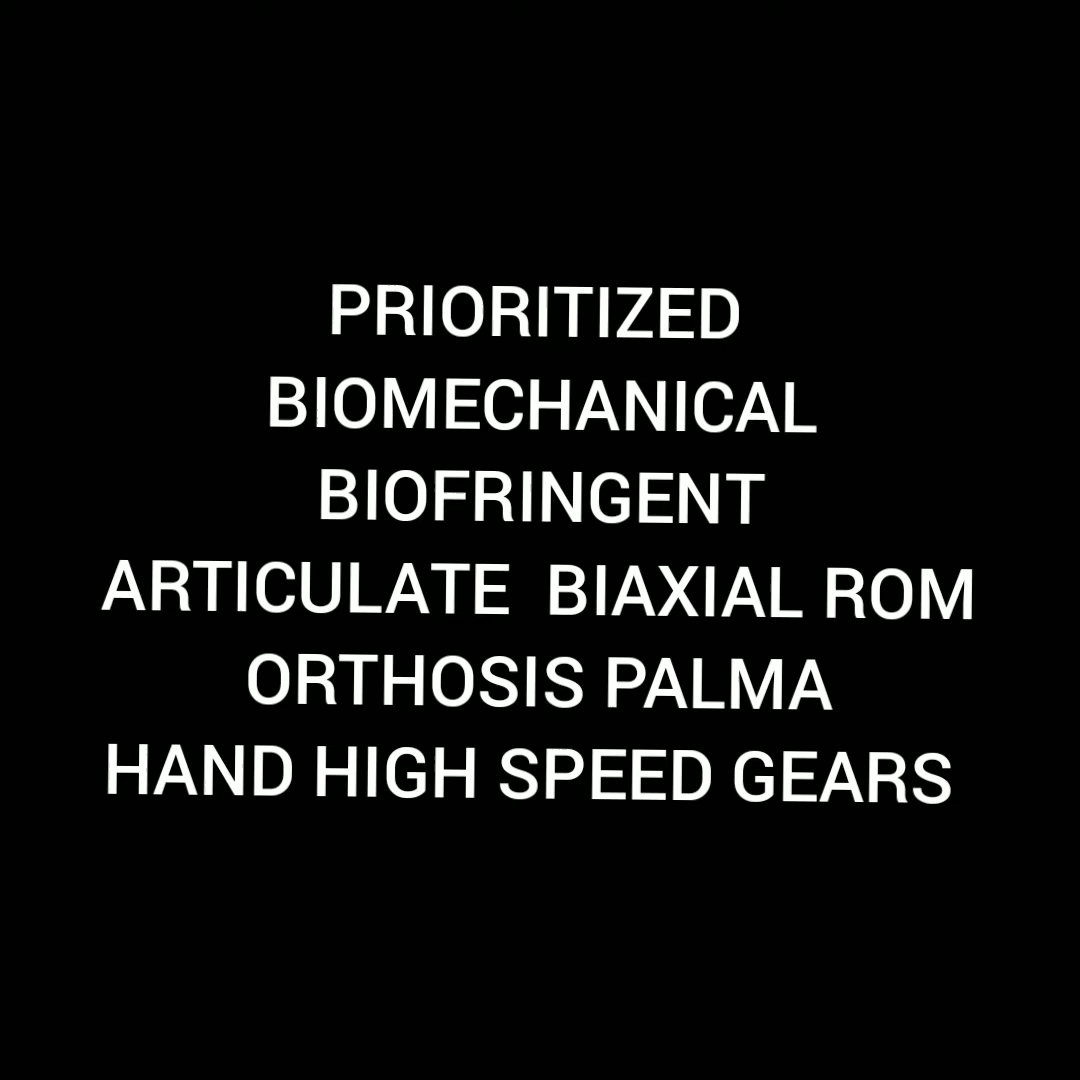 PRIORITIZED
BIOMECHANICAL
BIOFRINGENT
ARTICULATE  BIAXIAL ROM
ORTHOSIS PALMA
HAND HIGH SPEED GEARS